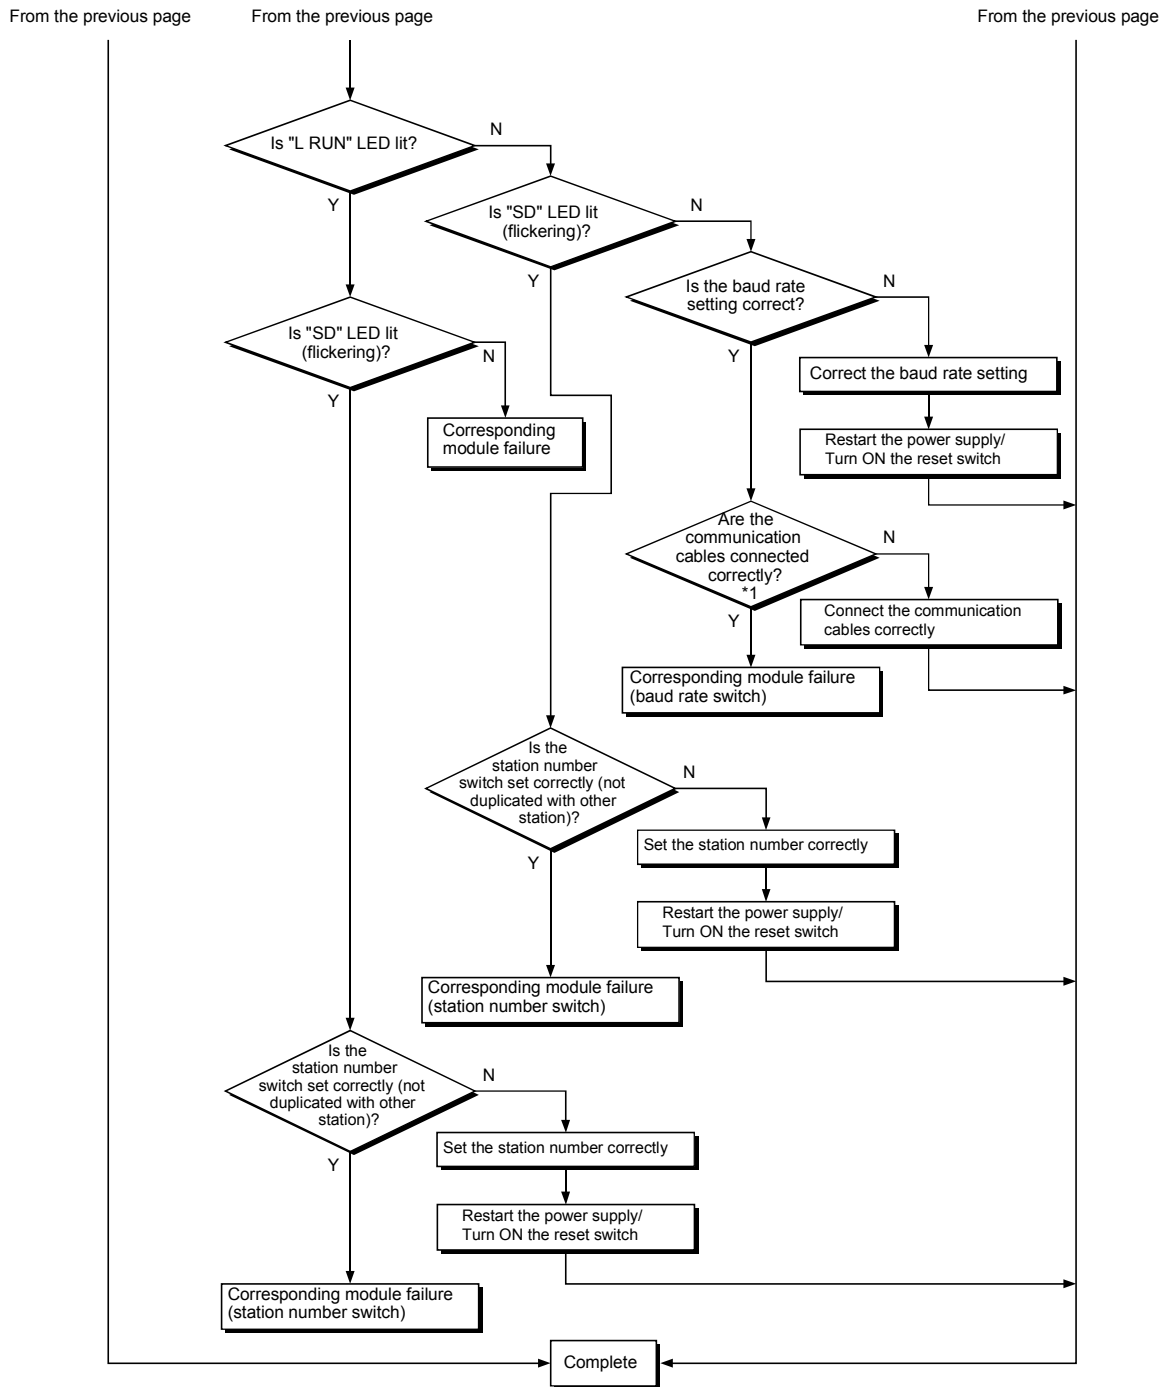 From the previous page
From the previous page
From the previous page
Is "L RUN" LED lit?
N
Y
Is "SD" LED lit
(flickering)?
N
Y
Is the baud rate
setting correct?
N
Y
Is "SD" LED lit
(flickering)?
N
Y
Correct the baud rate setting
Corresponding
module failure
Restart the power supply/
Turn ON the reset switch
Are the
communication
cables connected
correctly?
*1
N
Y
Connect the communication
cables correctly
Corresponding module failure
(baud rate switch)
Is the
station number
switch set correctly (not
duplicated with other
station)?
N
Y
Set the station number correctly
Restart the power supply/
Turn ON the reset switch
Corresponding module failure
(station number switch)
Is the
station number
switch set correctly (not
duplicated with other
station)?
N
Y
Set the station number correctly
Restart the power supply/
Turn ON the reset switch
Corresponding module failure
(station number switch)
Complete